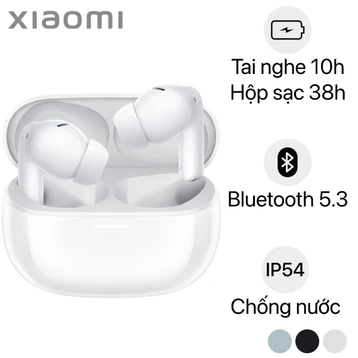 xiaomi
Tai nghe 10h
Hộp sạc 38h
Bluetooth 5.3
IP54
Chống nước